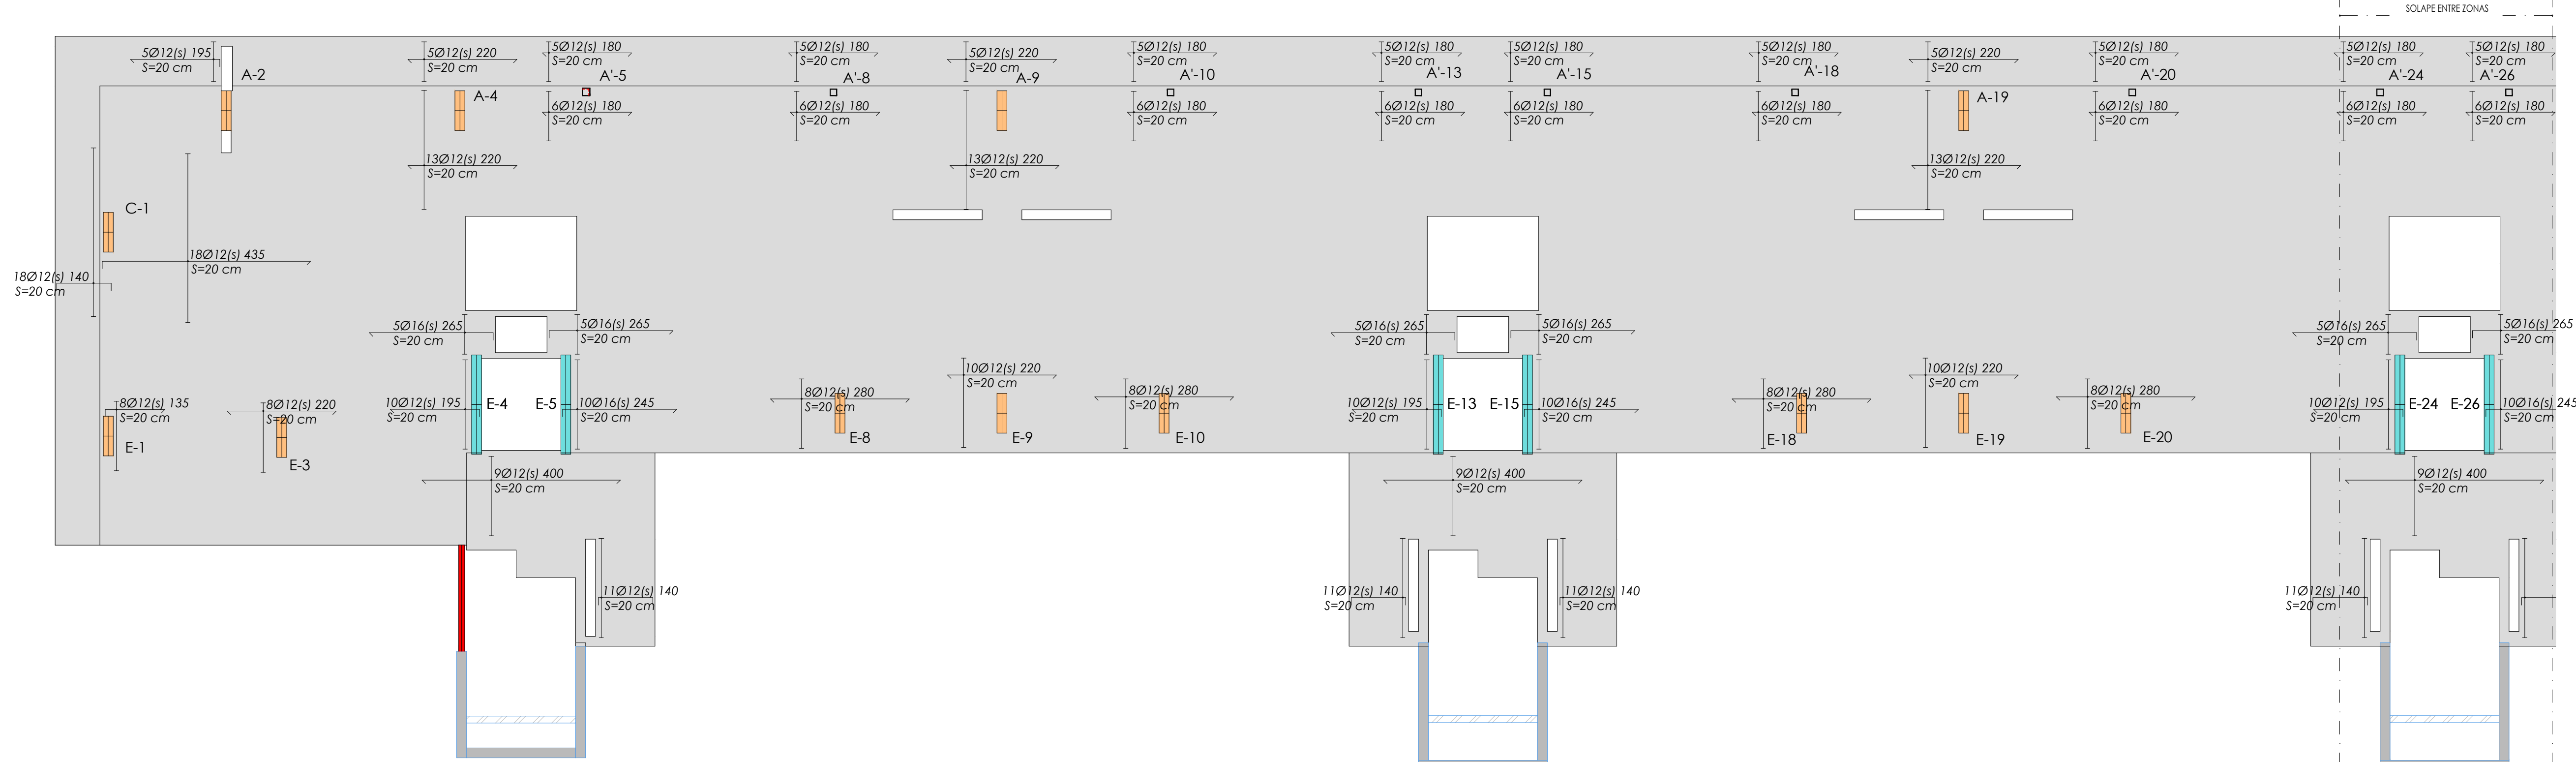 SOLAPE ENTRE ZONAS
5Ø12(s) 195
S=20 cm
A-2
5Ø12(s) 220
S=20 cm
A-4
5Ø12(s) 180
S=20 cm
A'-5
5Ø12(s) 180
S=20 cm
A'-8
5Ø12(s) 220
S=20 cm
A-9
5Ø12(s) 180
S=20 cm
A'-10
5Ø12(s) 180
S=20 cm
A'-13
5Ø12(s) 180
S=20 cm
A'-15
5Ø12(s) 180
S=20 cm
A'-18
5Ø12(s) 220
S=20 cm
A-19
5Ø12(s) 180
S=20 cm
A'-20
5Ø12(s) 180
S=20 cm
A'-24
5Ø12(s) 180
S=20 cm
A'-26
6Ø12(s) 180
S=20 cm
6Ø12(s) 180
S=20 cm
6Ø12(s) 180
S=20 cm
6Ø12(s) 180
S=20 cm
6Ø12(s) 180
S=20 cm
6Ø12(s) 180
S=20 cm
6Ø12(s) 180
S=20 cm
6Ø12(s) 180
S=20 cm
6Ø12(s) 180
S=20 cm
13Ø12(s) 220
S=20 cm
13Ø12(s) 220
S=20 cm
13Ø12(s) 220
S=20 cm
C-1
18Ø12(s) 435
S=20 cm
18Ø12(s) 140
S=20 cm
5Ø16(s) 265
S=20 cm
5Ø16(s) 265
S=20 cm
5Ø16(s) 265
S=20 cm
5Ø16(s) 265
S=20 cm
5Ø16(s) 265
S=20 cm
5Ø16(s) 265
S=20 cm
8Ø12(s) 135
S=20 cm
E-1
8Ø12(s) 220
S=20 cm
E-3
10Ø12(s) 195
S=20 cm
E-4
E-5
10Ø16(s) 245
S=20 cm
8Ø12(s) 280
S=20 cm
E-8
10Ø12(s) 220
S=20 cm
E-9
8Ø12(s) 280
S=20 cm
E-10
10Ø12(s) 195
S=20 cm
E-13
E-15
10Ø16(s) 245
S=20 cm
8Ø12(s) 280
S=20 cm
E-18
10Ø12(s) 220
S=20 cm
E-19
8Ø12(s) 280
S=20 cm
E-20
10Ø12(s) 195
S=20 cm
E-24
E-26
10Ø16(s) 245
S=20 cm
9Ø12(s) 400
S=20 cm
9Ø12(s) 400
S=20 cm
9Ø12(s) 400
S=20 cm
11Ø12(s) 140
S=20 cm
11Ø12(s) 140
S=20 cm
11Ø12(s) 140
S=20 cm
11Ø12(s) 140
S=20 cm